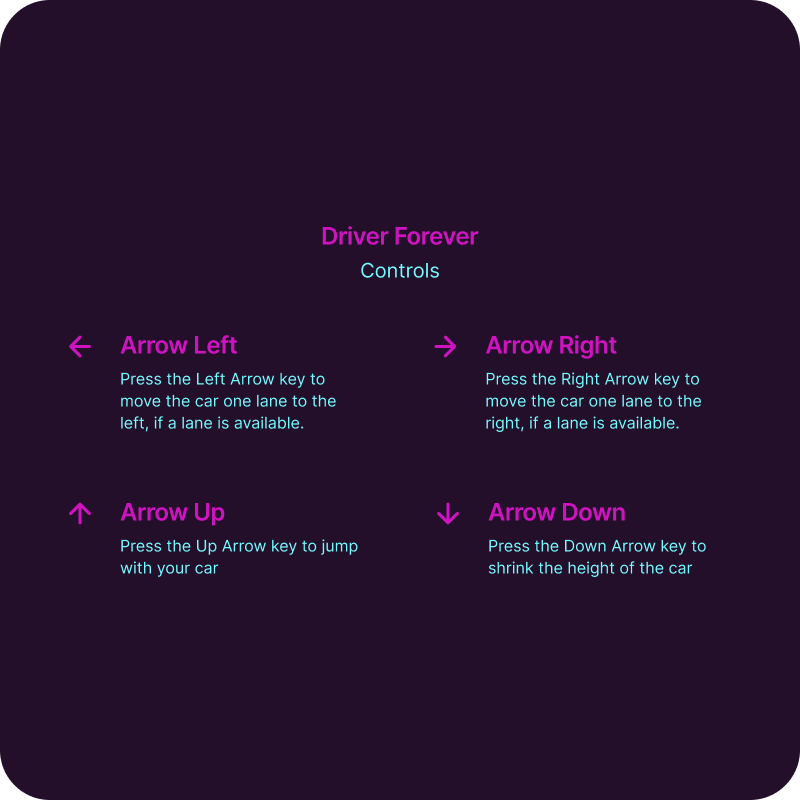 Driver Forever
Controls
Arrow Left
Press the Left Arrow key to
move the car one lane to the
left, if a lane is available.
Arrow Right
Press the Right Arrow key to
move the car one lane to the
right, if a lane is available.
Arrow Up
Press the Up Arrow key to jump
with your car
Arrow Down
Press the Down Arrow key to
shrink the height of the car